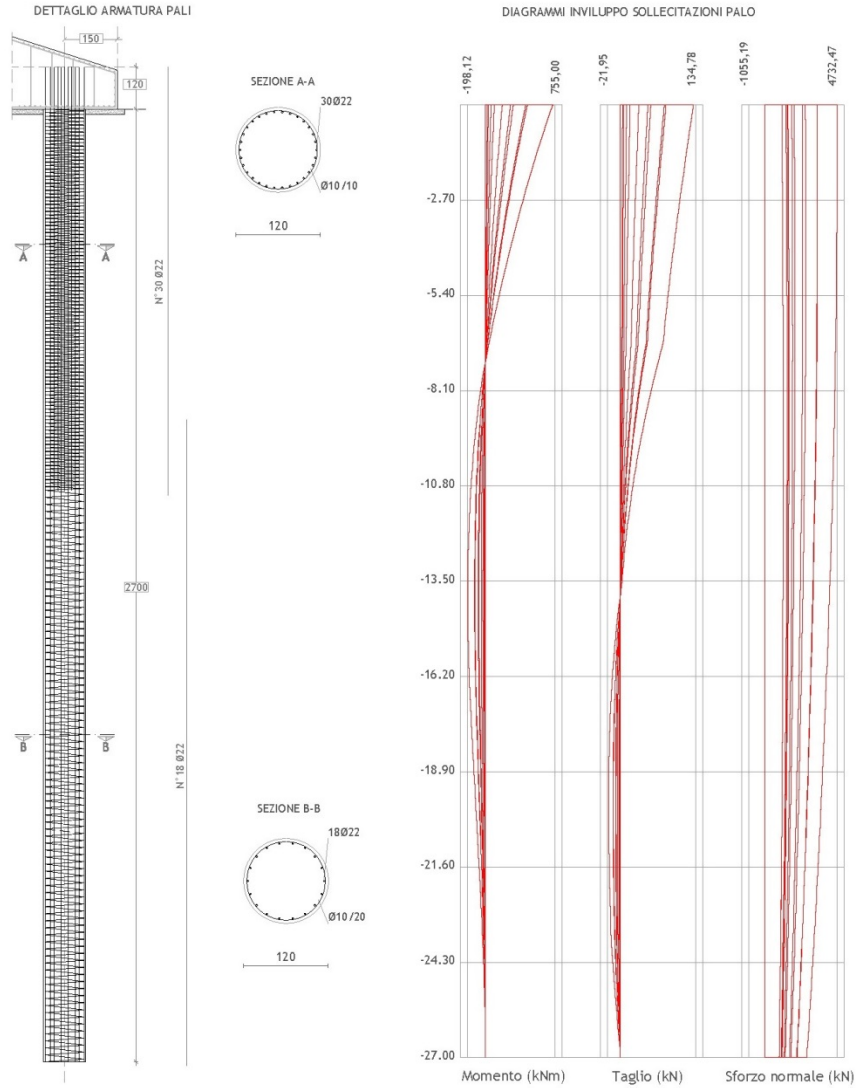 DETTAGLIO ARMATURA PALI
150
120
A
A
N°30 Ø22
2700
B
B
N°18 Ø22
SEZIONE A-A
30Ø22
Ø10/10
120
SEZIONE B-B
18Ø22
Ø10/20
120
DIAGRAMMI INVILUPPO SOLLECITAZIONI PALO
-198,12
755,00
-21,95
134,78
-1055,19
4732,47
-2.70
-5.40
-8.10
-10.80
-13.50
-16.20
-18.90
-21.60
-24.30
-27.00
Momento (kNm)
Taglio (kN)
Sforzo normale (kN)